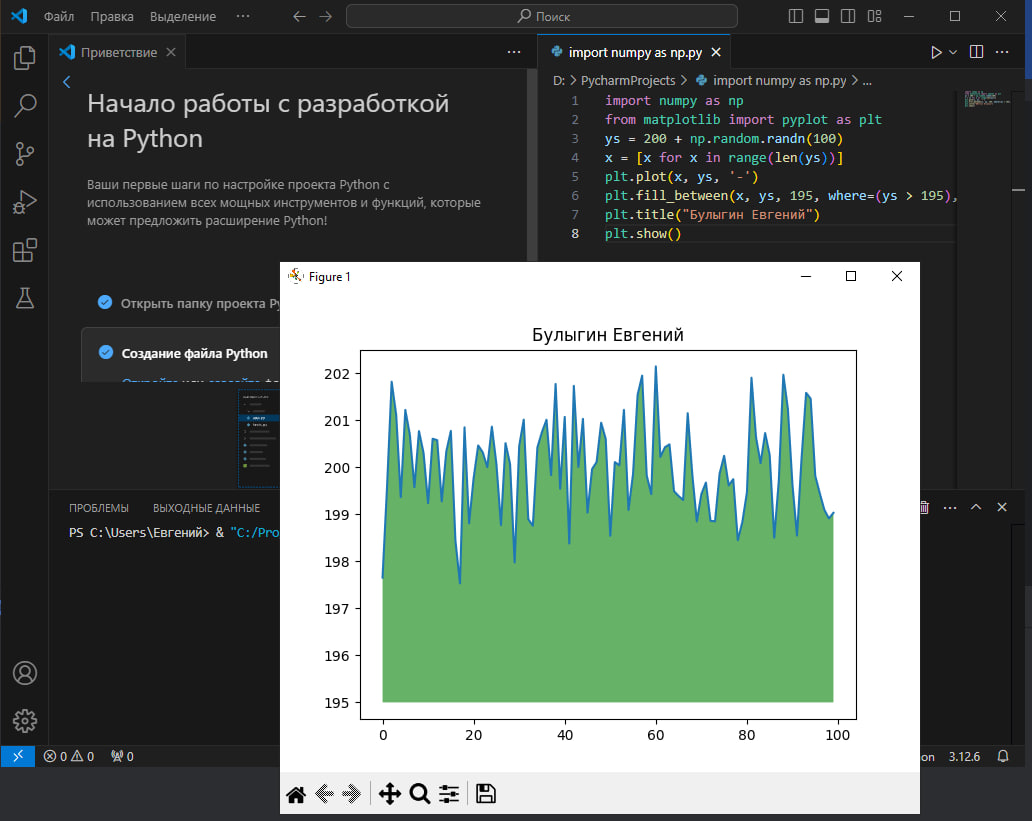 Файл Правка Выделение ··· Поиск
Приветствие
import numpy as np.py
D: > PycharmProjects > import numpy as np.py > ...
Начало работы с разработкой
на Python
Ваши первые шаги по настройке проекта Python с
использованием всех мощных инструментов и функций, которые
может предложить расширение Python!
Открыть папку проекта Py
Создание файла Python
1 import numpy as np
2 from matplotlib import pyplot as plt
3 ys = 200 + np.random.randn(100)
4 x = [x for x in range(len(ys))]
5 plt.plot(x, ys, '-')
6 plt.fill_between(x, ys, 195, where=(ys > 195),
7 plt.title("Булыгин Евгений")
8 plt.show()
ПРОБЛЕМЫ ВЫХОДНЫЕ ДАННЫЕ
PS C:\Users\Евгений> & "C:/Pro
Figure 1
Булыгин Евгений
202
201
200
199
198
197
196
195
0 20 40 60 80 100
0 0 0
on 3.12.6